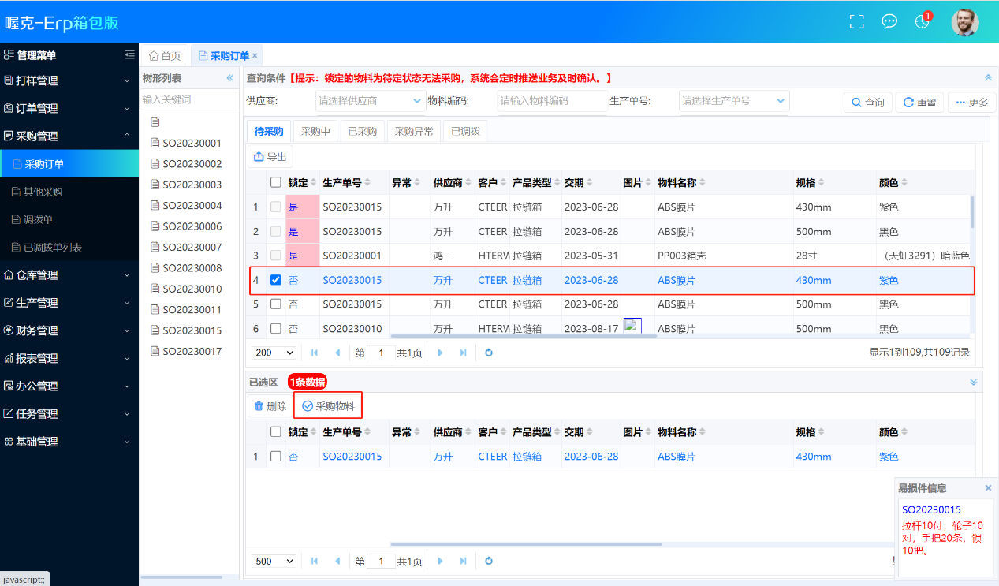 喔克-Erp箱包版
1
管理菜单
打样管理
订单管理
采购管理
采购订单
其他采购
调拨单
已调拨单列表
仓库管理
生产管理
财务管理
报表管理
办公管理
任务管理
基础管理
javascript:;
首页 采购订单 ×
树形列表 «
输入关键词
SO20230001
SO20230002
SO20230003
SO20230004
SO20230006
SO20230007
SO20230008
SO20230010
SO20230011
SO20230015
SO20230017
查询条件【提示：锁定的物料为待定状态无法采购，系统会定时推送业务及时确认。】
供应商: 请选择供应商 物料编码: 请输入物料编码 生产单号: 请选择生产单号 查询 重置 更多
待采购 采购中 已采购 采购异常 已调拨
导出
锁定 生产单号 异常 供应商 客户 产品类型 交期 图片 物料名称 规格 颜色
1 是 SO20230015 万升 CTEER 拉链箱 2023-06-28 ABS膜片 430mm 紫色
2 是 SO20230015 万升 CTEER 拉链箱 2023-06-28 ABS膜片 500mm 黑色
3 是 SO20230001 鸿一 HTERW 拉链箱 2023-05-31 PP003箱壳 28寸 （天虹3291）暗蓝色
4 否 SO20230015 万升 CTEER 拉链箱 2023-06-28 ABS膜片 430mm 紫色
5 否 SO20230015 万升 CTEER 拉链箱 2023-06-28 ABS膜片 500mm 黑色
6 否 SO20230010 万升 HTERW 拉链箱 2023-08-17 ABS膜片 500mm 黑色
200 第 1 共1页 显示1到109,共109记录
已选区 1条数据
删除 采购物料
锁定 生产单号 异常 供应商 客户 产品类型 交期 图片 物料名称 规格 颜色
1 否 SO20230015 万升 CTEER 拉链箱 2023-06-28 ABS膜片 430mm 紫色
500 第 1 共1页
易损件信息 ×
SO20230015
拉杆10付，轮子10
对，手把20条，锁
10把。